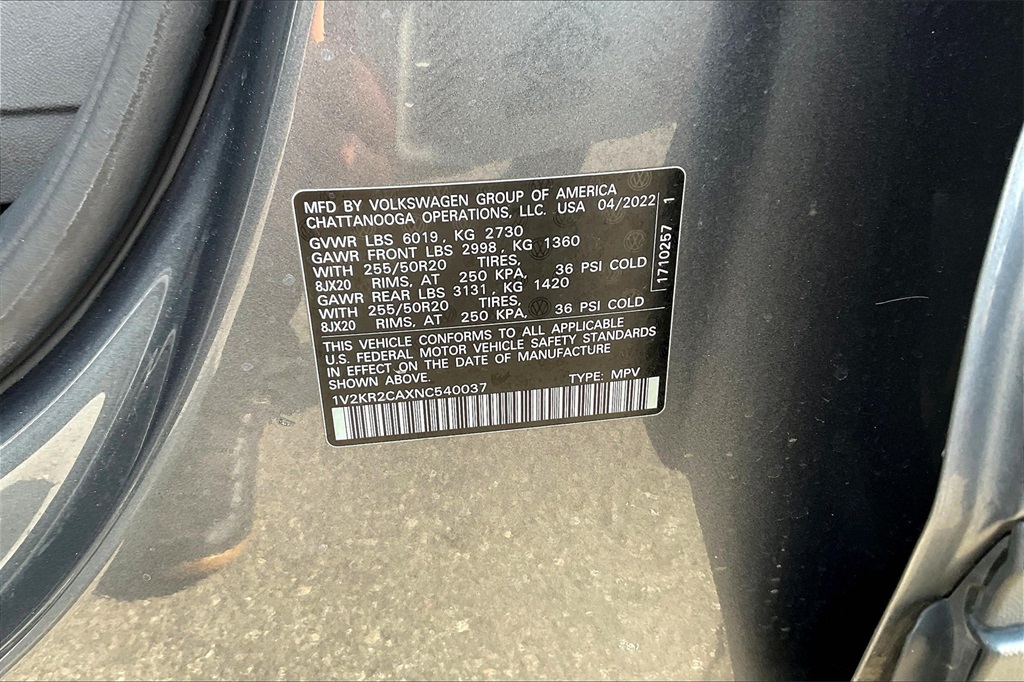 MFD BY VOLKSWAGEN GROUP OF AMERICA
CHATTANOOGA OPERATIONS, LLC. USA 04/2022
GVWR LBS 6019, KG 2730
GAWR FRONT LBS 2998, KG 1360
WITH 255/50R20 TIRES,
8JX20 RIMS, AT 250 KPA, 36 PSI COLD
GAWR REAR LBS 3131, KG 1420
WITH 255/50R20 TIRES,
8JX20 RIMS, AT 250 KPA, 36 PSI COLD
THIS VEHICLE CONFORMS TO ALL APPLICABLE
U.S. FEDERAL MOTOR VEHICLE SAFETY STANDARDS
IN EFFECT ON THE DATE OF MANUFACTURE
SHOWN ABOVE. TYPE: MPV
1V2KR2CAXNC540037
1710257 1